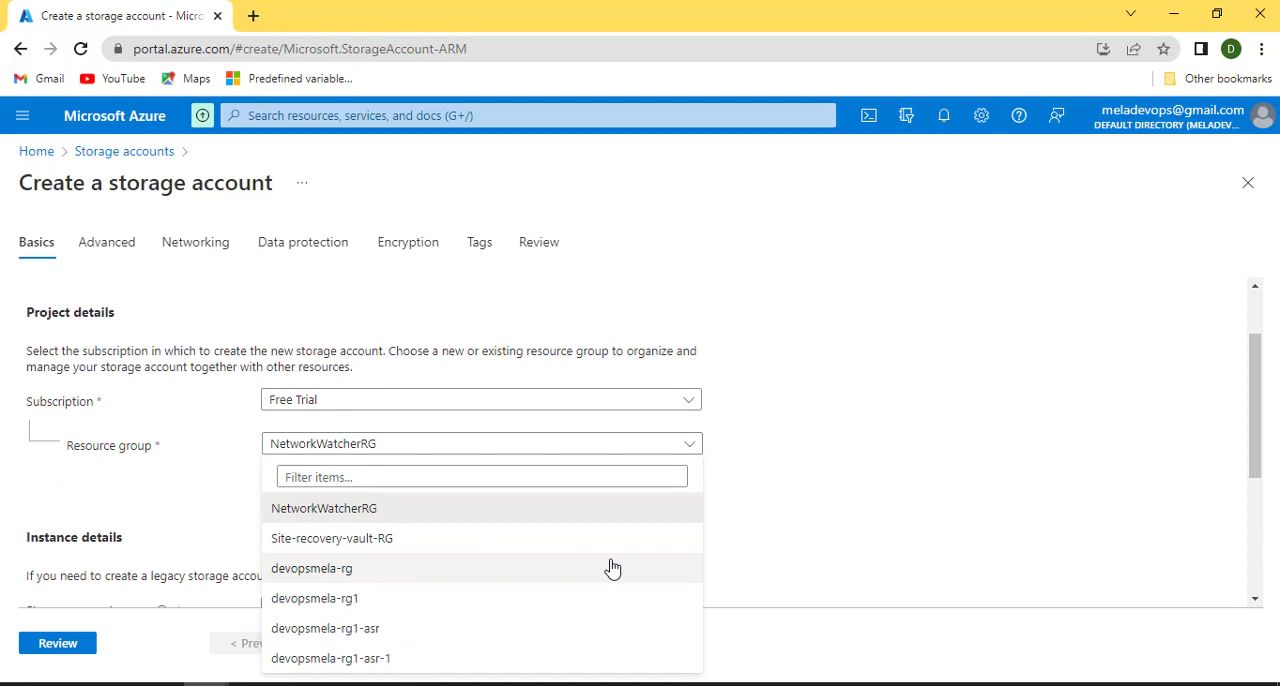 Create a storage account - Micro
portal.azure.com/#create/Microsoft.StorageAccount-ARM
D
Gmail
YouTube
Maps
Predefined variable...
Other bookmarks
Microsoft Azure
Search resources, services, and docs (G+/)
meladevops@gmail.com
DEFAULT DIRECTORY (MELADEV...
Home > Storage accounts >
Create a storage account ...
Basics
Advanced
Networking
Data protection
Encryption
Tags
Review
Project details
Select the subscription in which to create the new storage account. Choose a new or existing resource group to organize and
manage your storage account together with other resources.
Subscription *
Free Trial
Resource group *
NetworkWatcherRG
Filter items...
NetworkWatcherRG
Site-recovery-vault-RG
Instance details
devopsmela-rg
If you need to create a legacy storage accou
devopsmela-rg1
devopsmela-rg1-asr
Review
< Prev
devopsmela-rg1-asr-1